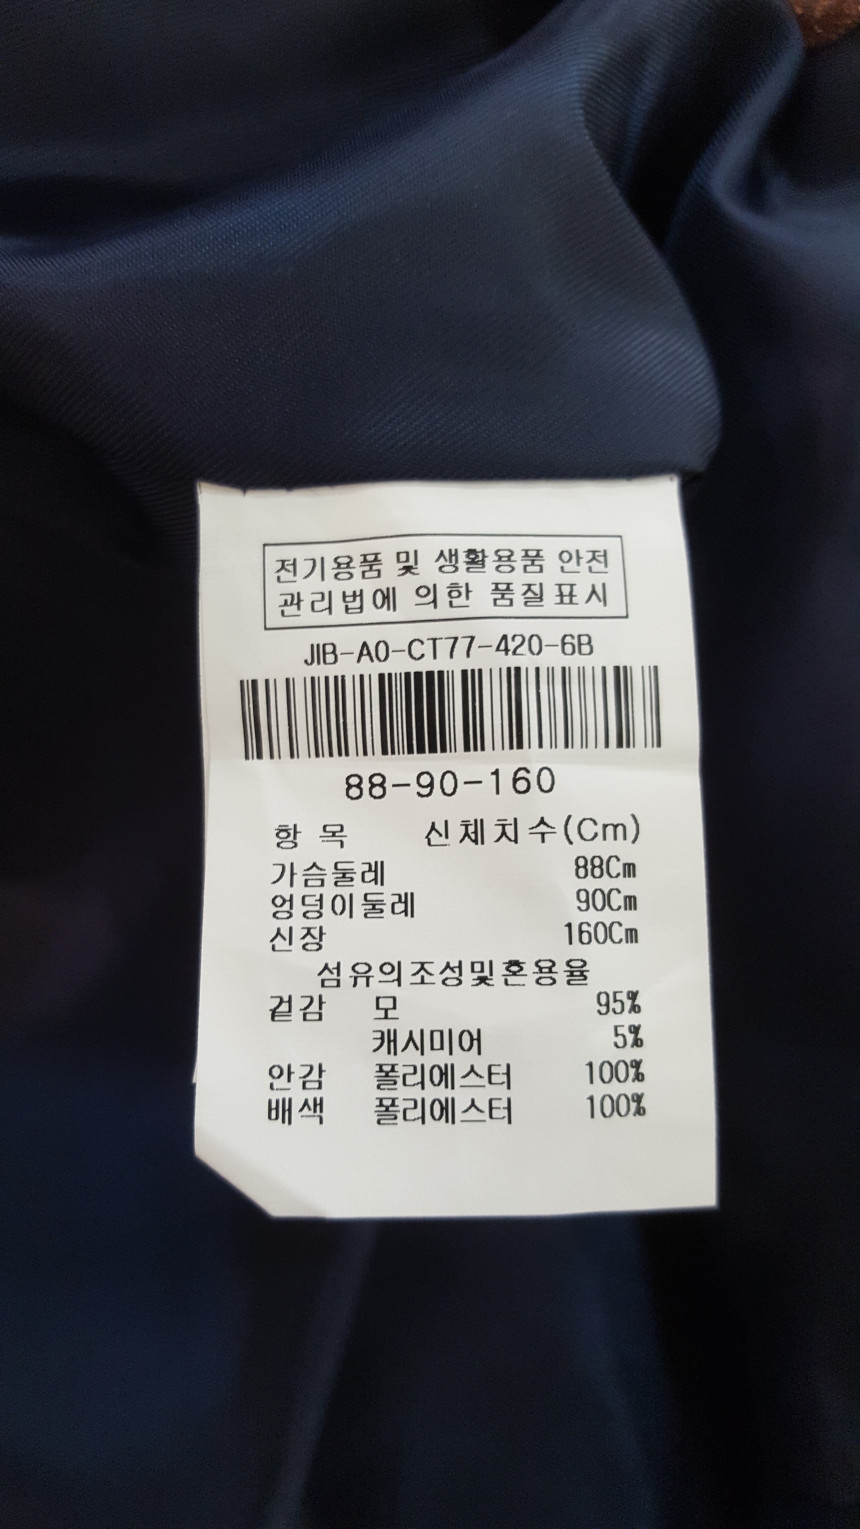 전기용품 및 생활용품 안전
관리법에 의한 품질표시
JIB-A0-CT77-420-6B
88-90-160
항 목 신체치수(Cm)
가슴둘레 88Cm
엉덩이둘레 90Cm
신장 160Cm
섬유의조성및혼용율
겉감 모 95%
캐시미어 5%
안감 폴리에스터 100%
배색 폴리에스터 100%